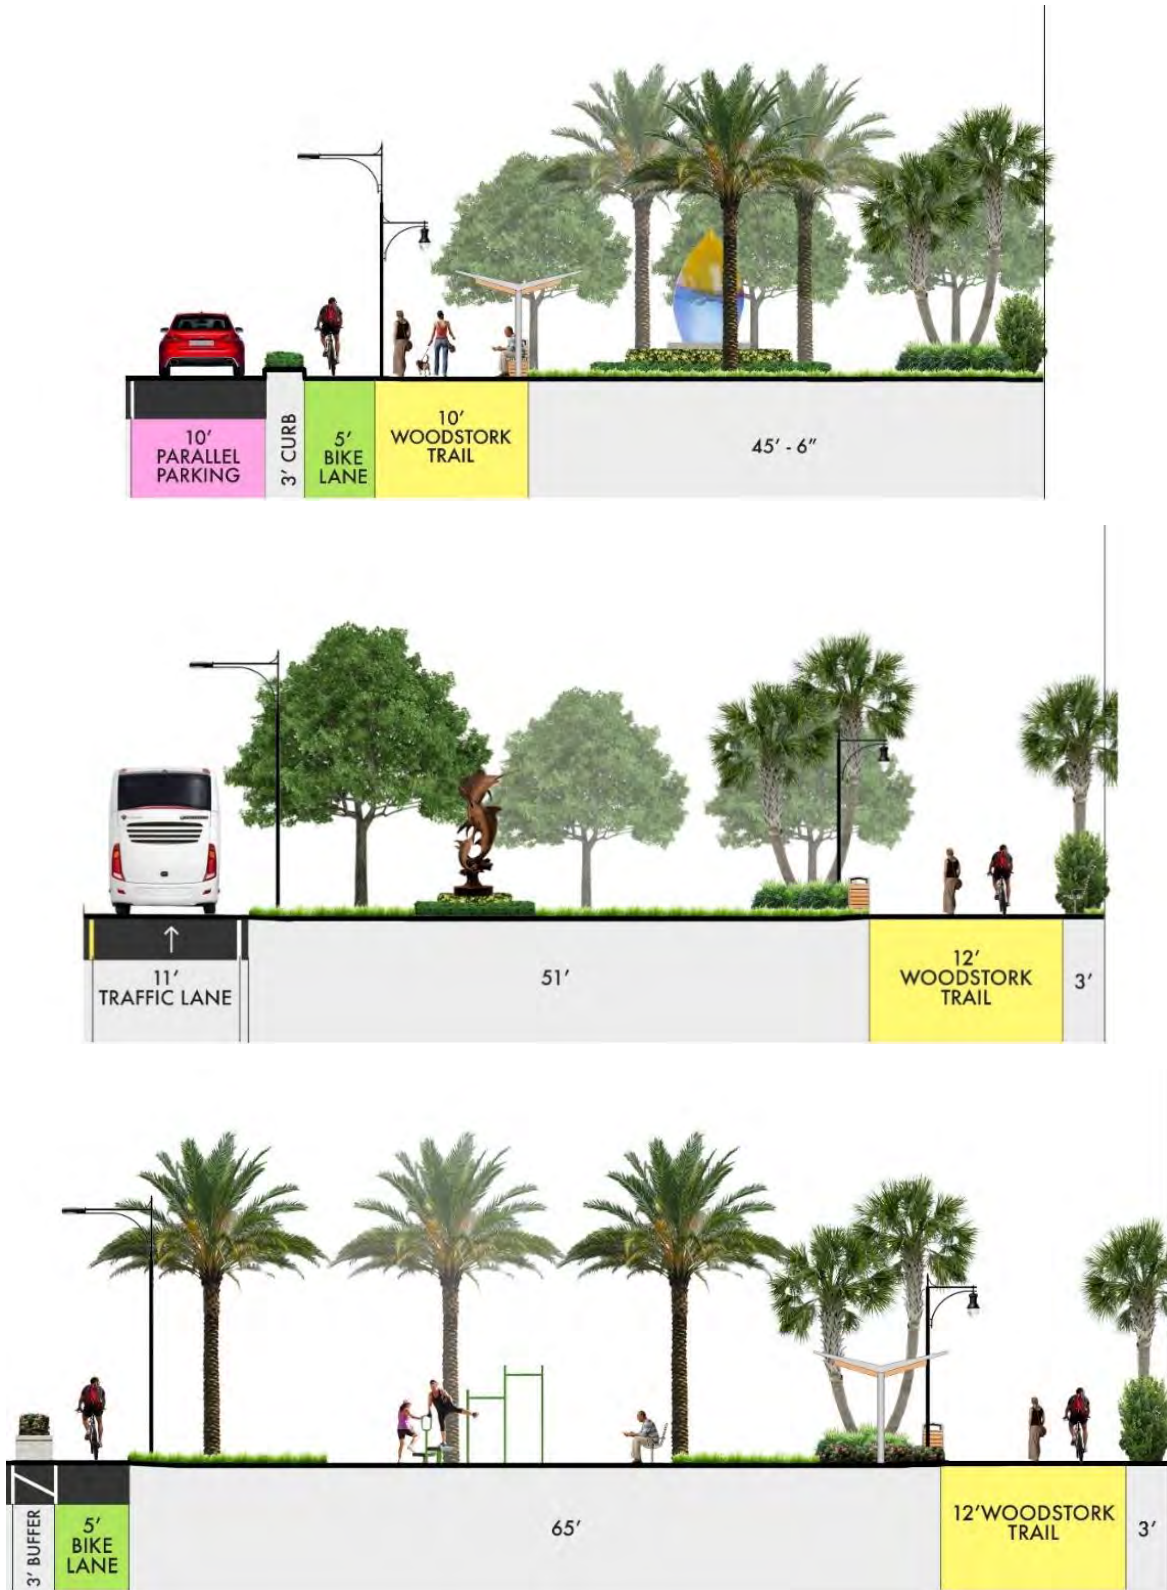 10'
PARALLEL
PARKING
3' CURB
5'
BIKE
LANE
10'
WOODSTORK
TRAIL
45' - 6"
11'
TRAFFIC LANE
51'
12'
WOODSTORK
TRAIL
3'
3' BUFFER
5'
BIKE
LANE
65'
12'WOODSTORK
TRAIL
3'